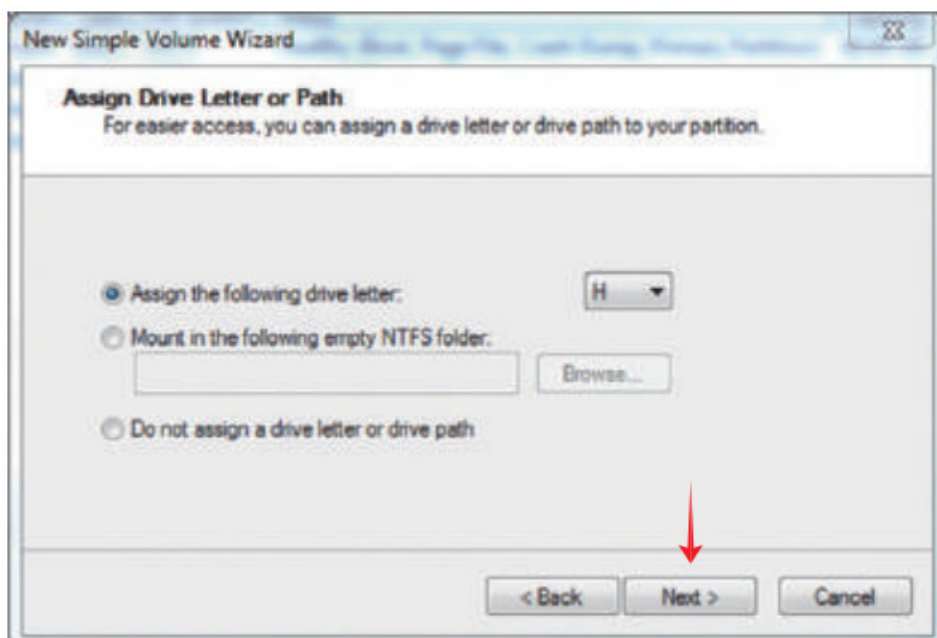 New Simple Volume Wizard
Assign Drive Letter or Path
For easier access, you can assign a drive letter or drive path to your partition.
Assign the following drive letter: H
Mount in the following empty NTFS folder:
Browse...
Do not assign a drive letter or drive path
< Back Next > Cancel